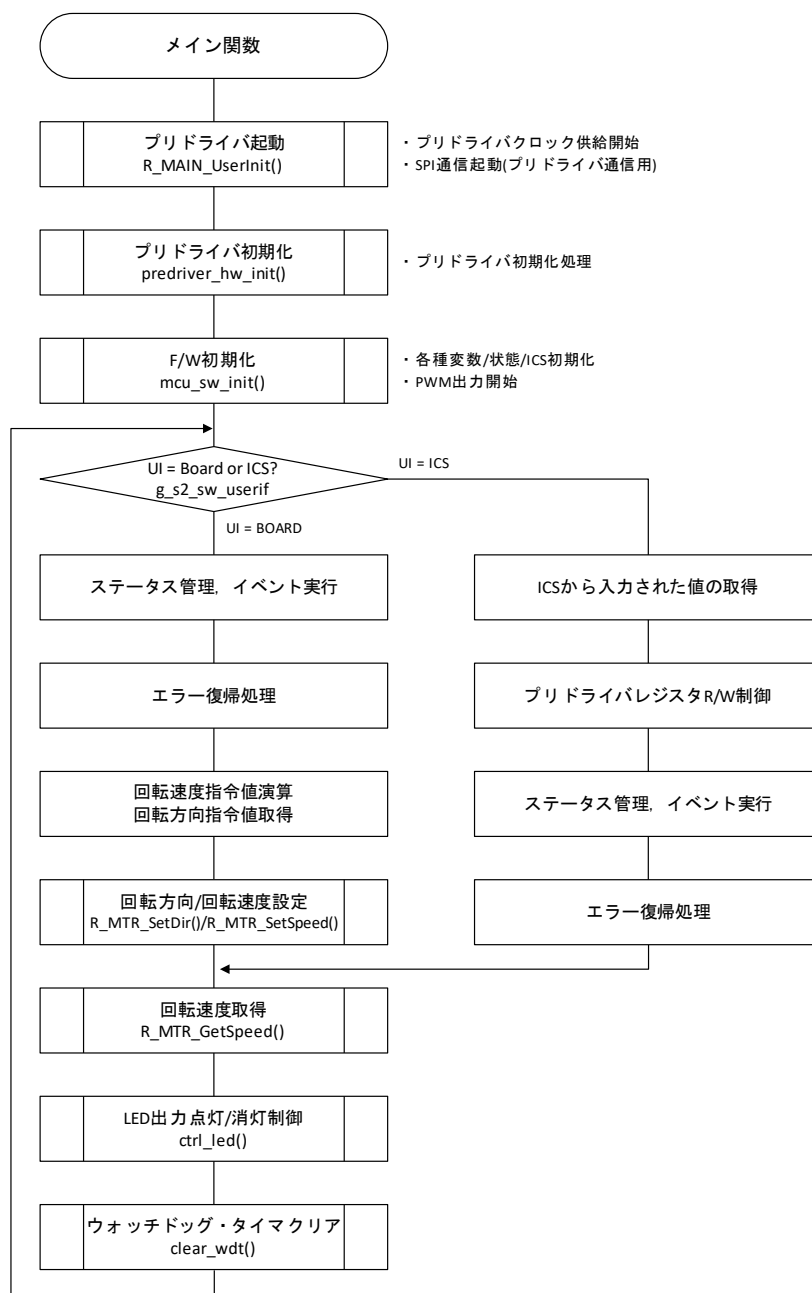 メイン関数
プリドライバ起動
R_MAIN_UserInit()
・プリドライバクロック供給開始
・SPI通信起動(プリドライバ通信用)
プリドライバ初期化
predriver_hw_init()
・プリドライバ初期化処理
F/W初期化
mcu_sw_init()
・各種変数/状態/ICS初期化
・PWM出力開始
UI = Board or ICS?
g_s2_sw_userif
UI = ICS
UI = BOARD
ステータス管理，イベント実行
エラー復帰処理
回転速度指令値演算
回転方向指令値取得
回転方向/回転速度設定
R_MTR_SetDir()/R_MTR_SetSpeed()
ICSから入力された値の取得
プリドライバレジスタR/W制御
ステータス管理，イベント実行
エラー復帰処理
回転速度取得
R_MTR_GetSpeed()
LED出力点灯/消灯制御
ctrl_led()
ウォッチドッグ・タイマクリア
clear_wdt()